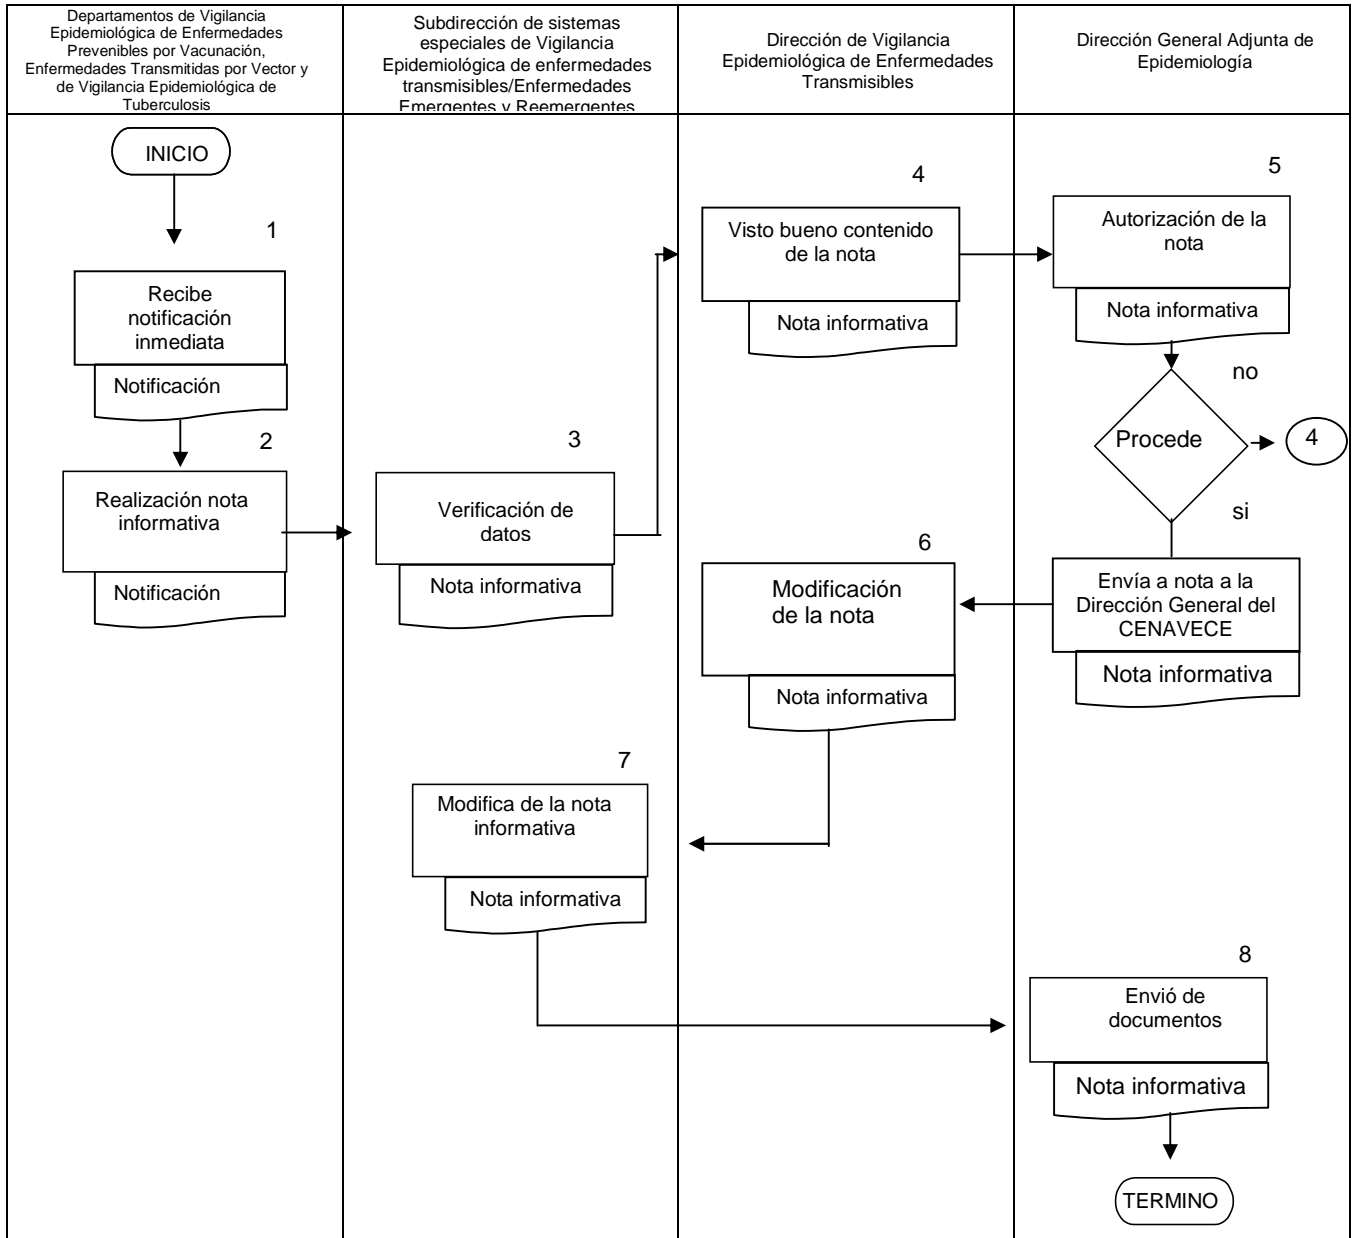 Departamentos de Vigilancia
Epidemiológica de Enfermedades
Prevenibles por Vacunación,
Enfermedades Transmitidas por Vector y
de Vigilancia Epidemiológica de
Tuberculosis
Subdirección de sistemas
especiales de Vigilancia
Epidemiológica de enfermedades
transmisibles/Enfermedades
Emergentes y Reemergentes
Dirección de Vigilancia
Epidemiológica de Enfermedades
Transmisibles
Dirección General Adjunta de
Epidemiología
INICIO
1
Recibe
notificación
inmediata
Notificación
2
Realización nota
informativa
Notificación
3
Verificación de
datos
Nota informativa
4
Visto bueno contenido
de la nota
Nota informativa
5
Autorización de la
nota
Nota informativa
no
Procede
4
si
Envía a nota a la
Dirección General del
CENAVECE
Nota informativa
6
Modificación
de la nota
Nota informativa
7
Modifica de la nota
informativa
Nota informativa
8
Envió de
documentos
Nota informativa
TERMINO